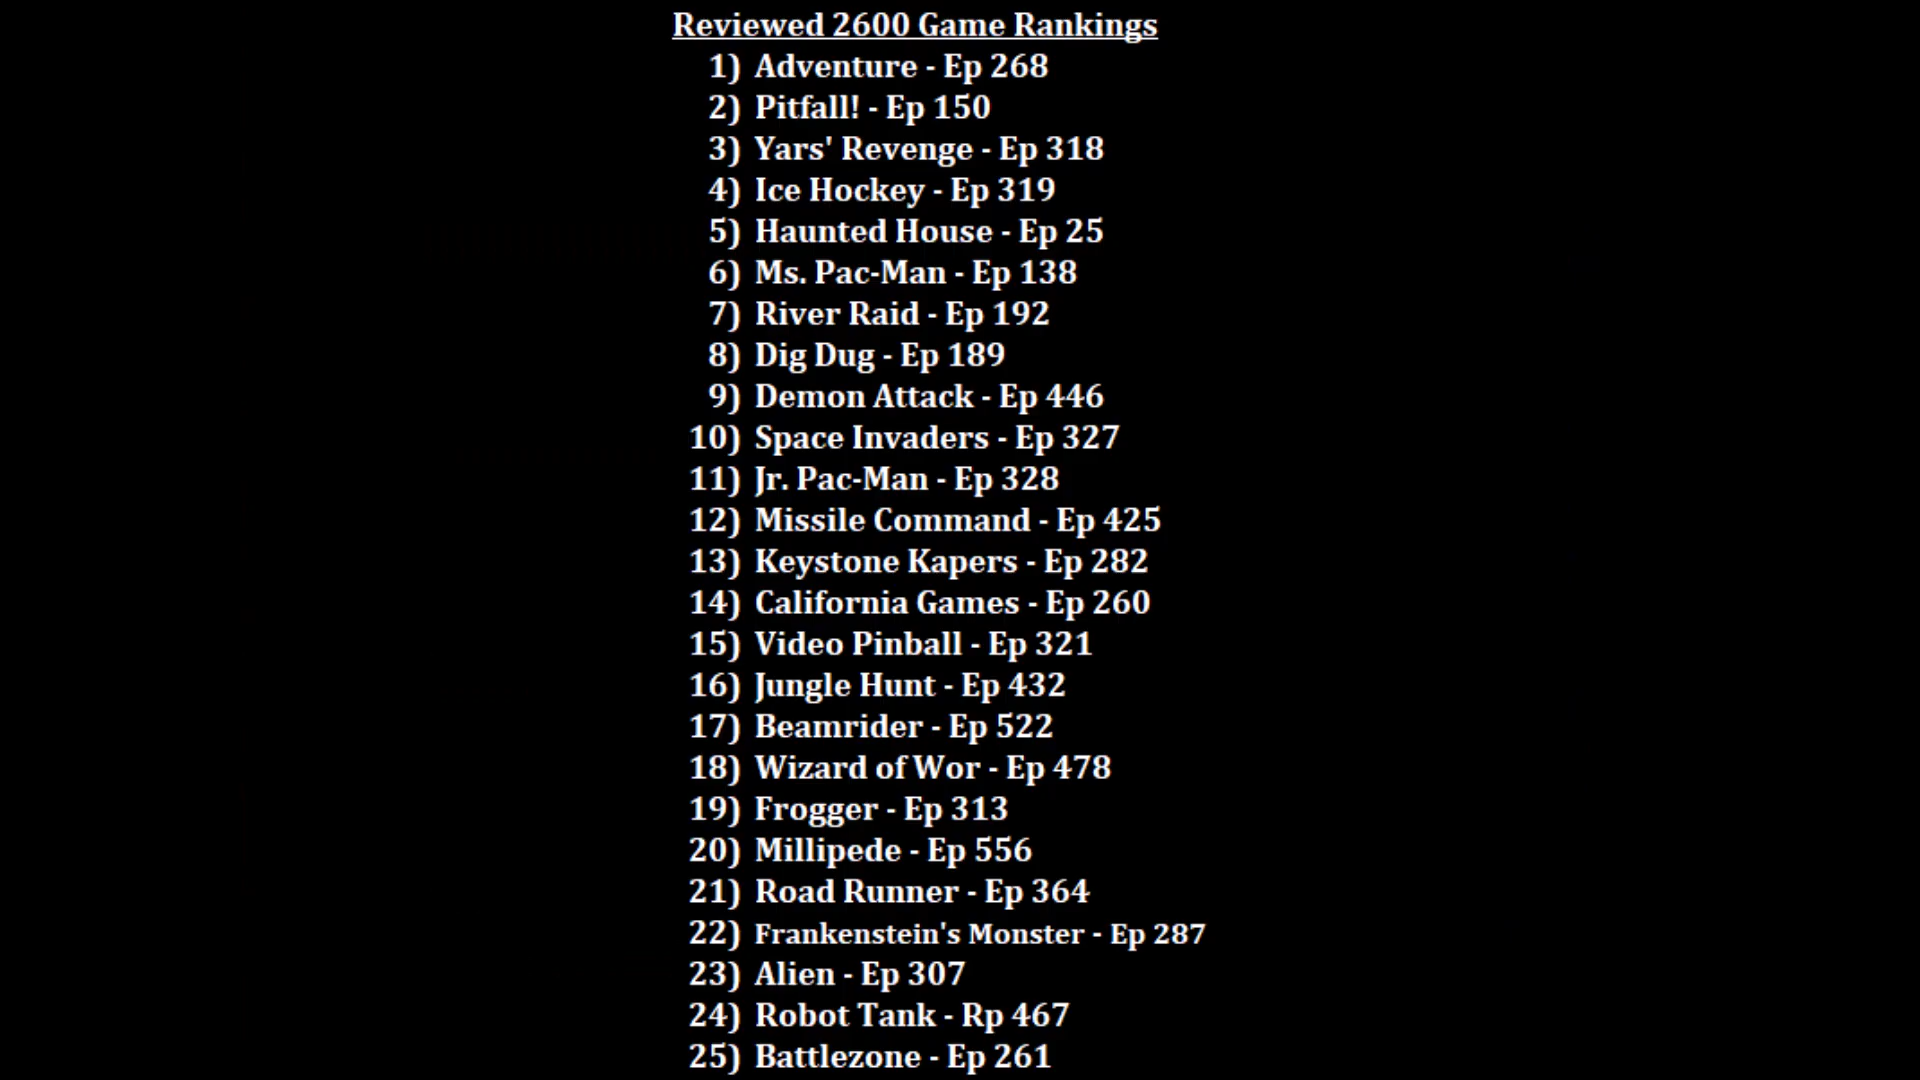 Reviewed 2600 Game Rankings
1) Adventure - Ep 268
2) Pitfall! - Ep 150
3) Yars' Revenge - Ep 318
4) Ice Hockey - Ep 319
5) Haunted House - Ep 25
6) Ms. Pac-Man - Ep 138
7) River Raid - Ep 192
8) Dig Dug - Ep 189
9) Demon Attack - Ep 446
10) Space Invaders - Ep 327
11) Jr. Pac-Man - Ep 328
12) Missile Command - Ep 425
13) Keystone Kapers - Ep 282
14) California Games - Ep 260
15) Video Pinball - Ep 321
16) Jungle Hunt - Ep 432
17) Beamrider - Ep 522
18) Wizard of Wor - Ep 478
19) Frogger - Ep 313
20) Millipede - Ep 556
21) Road Runner - Ep 364
22) Frankenstein's Monster - Ep 287
23) Alien - Ep 307
24) Robot Tank - Rp 467
25) Battlezone - Ep 261